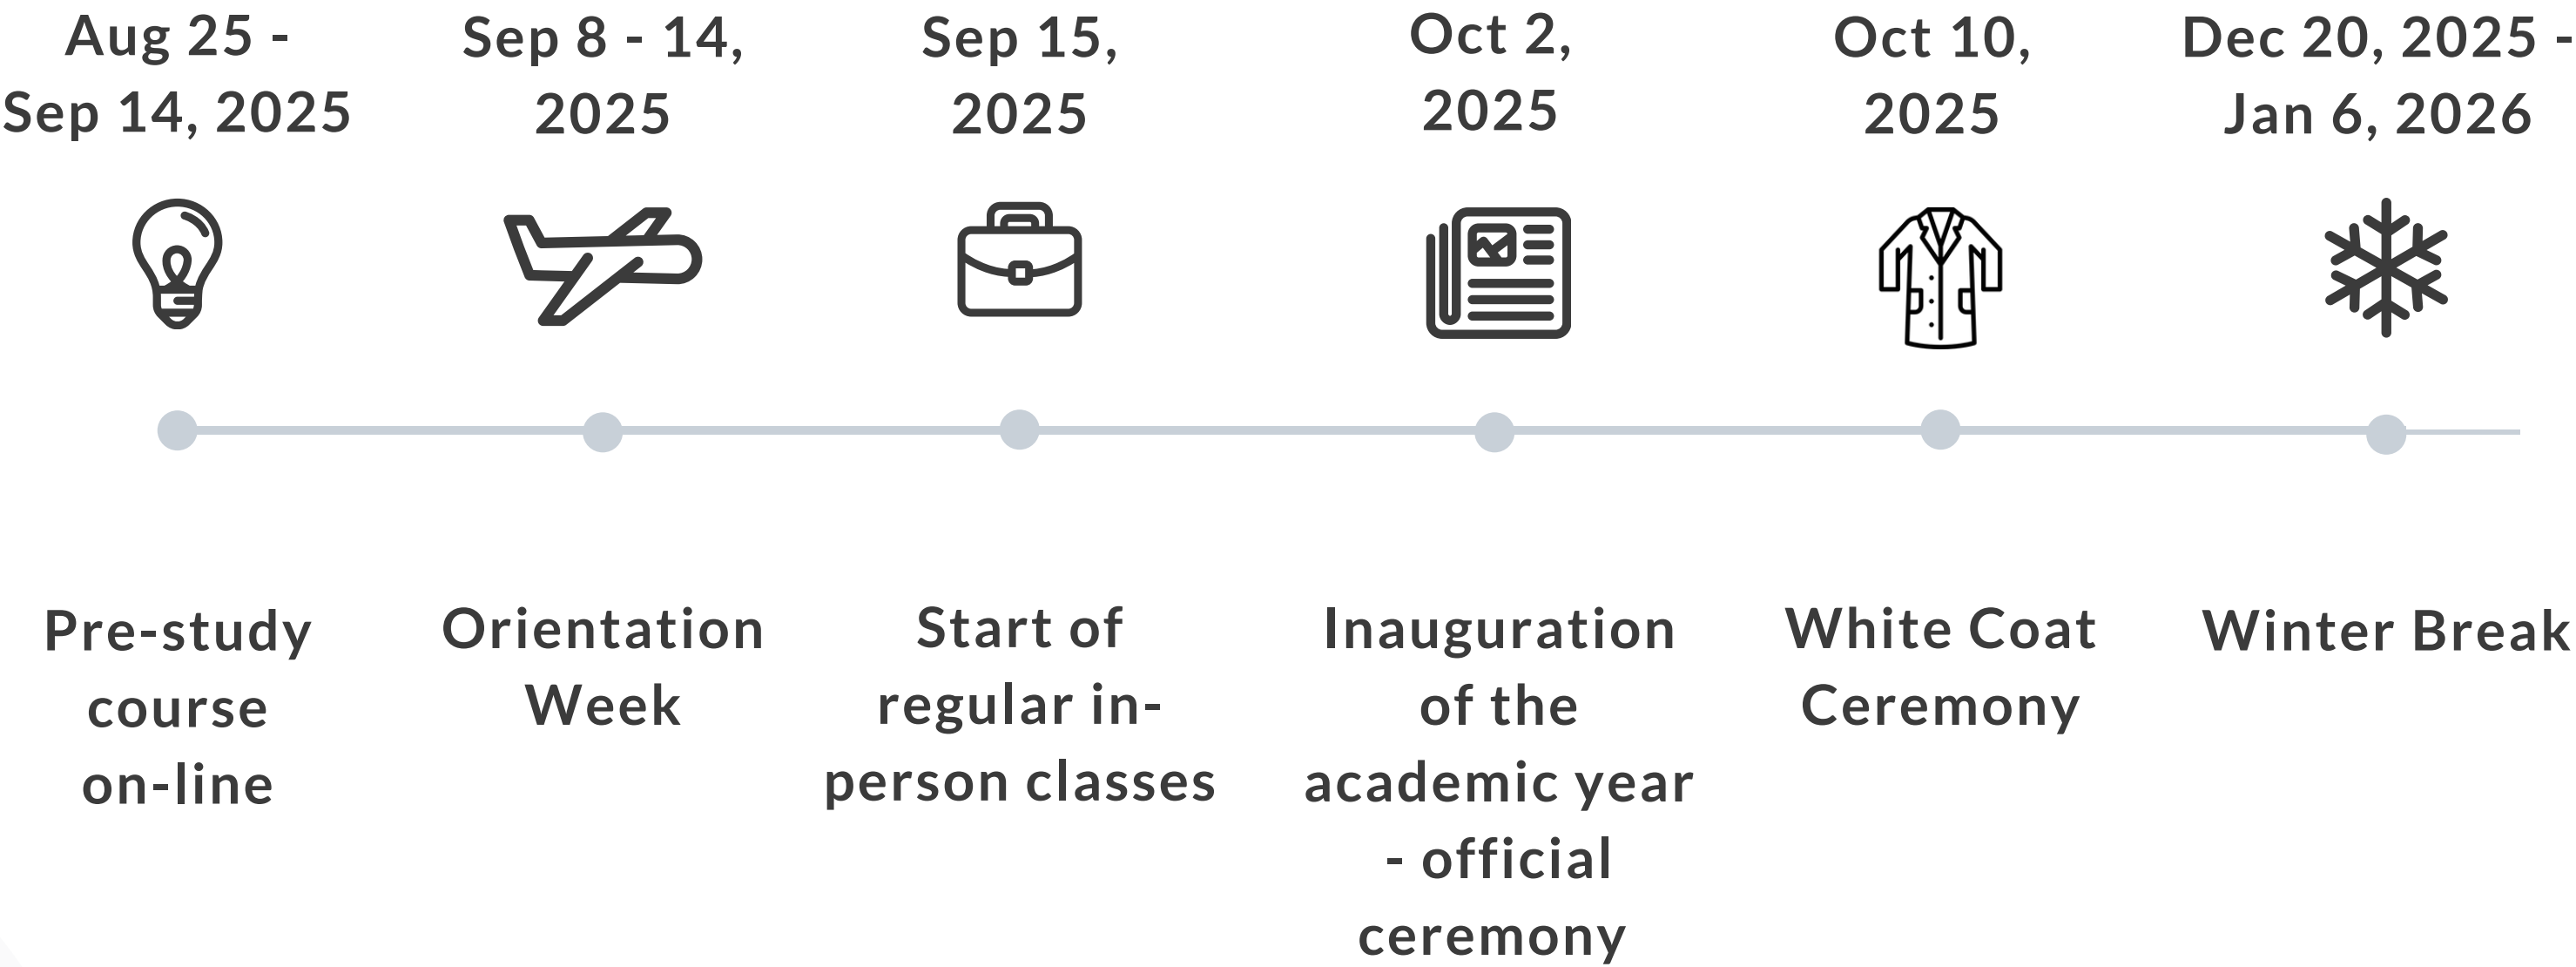 Aug 25 -
Sep 14, 2025
Sep 8 - 14,
2025
Sep 15,
2025
Oct 2,
2025
Oct 10,
2025
Dec 20, 2025 -
Jan 6, 2026
Pre-study
course
on-line
Orientation
Week
Start of
regular in-
person classes
Inauguration
of the
academic year
- official
ceremony
White Coat
Ceremony
Winter Break